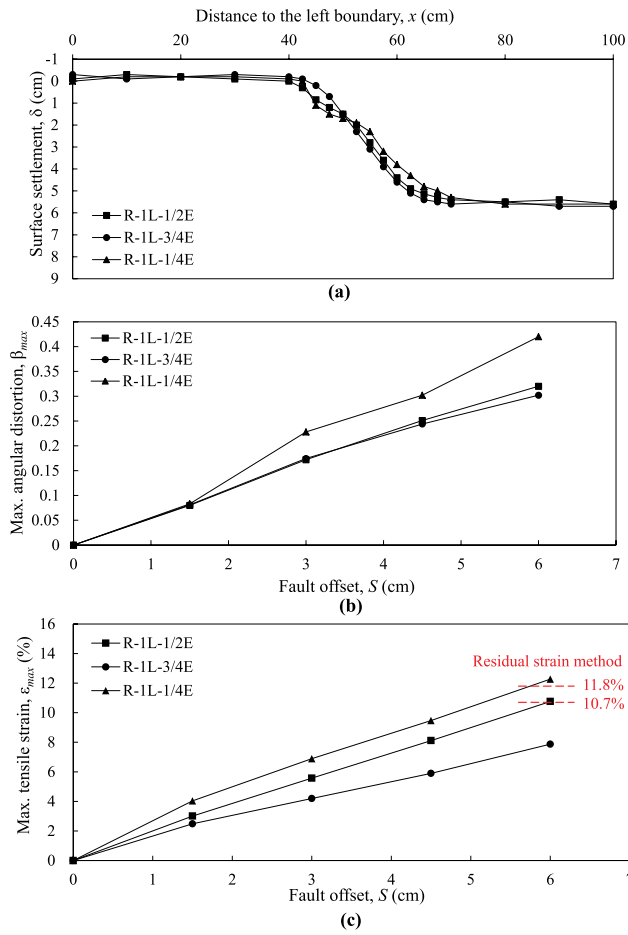 Distance to the left boundary, x (cm)
0 20 40 60 80 100
-1
0
1
2
3
4
5
6
7
8
9
Surface settlement, δ (cm)
R-1L-1/2E
R-1L-3/4E
R-1L-1/4E
(a)
0.45
0.4
0.35
0.3
0.25
0.2
0.15
0.1
0.05
0
Max. angular distortion, βmax
R-1L-1/2E
R-1L-3/4E
R-1L-1/4E
0 1 2 3 4 5 6 7
Fault offset, S (cm)
(b)
16
14
12
10
8
6
4
2
0
Max. tensile strain, εmax (%)
R-1L-1/2E
R-1L-3/4E
R-1L-1/4E
Residual strain method
11.8%
10.7%
0 1 2 3 4 5 6 7
Fault offset, S (cm)
(c)